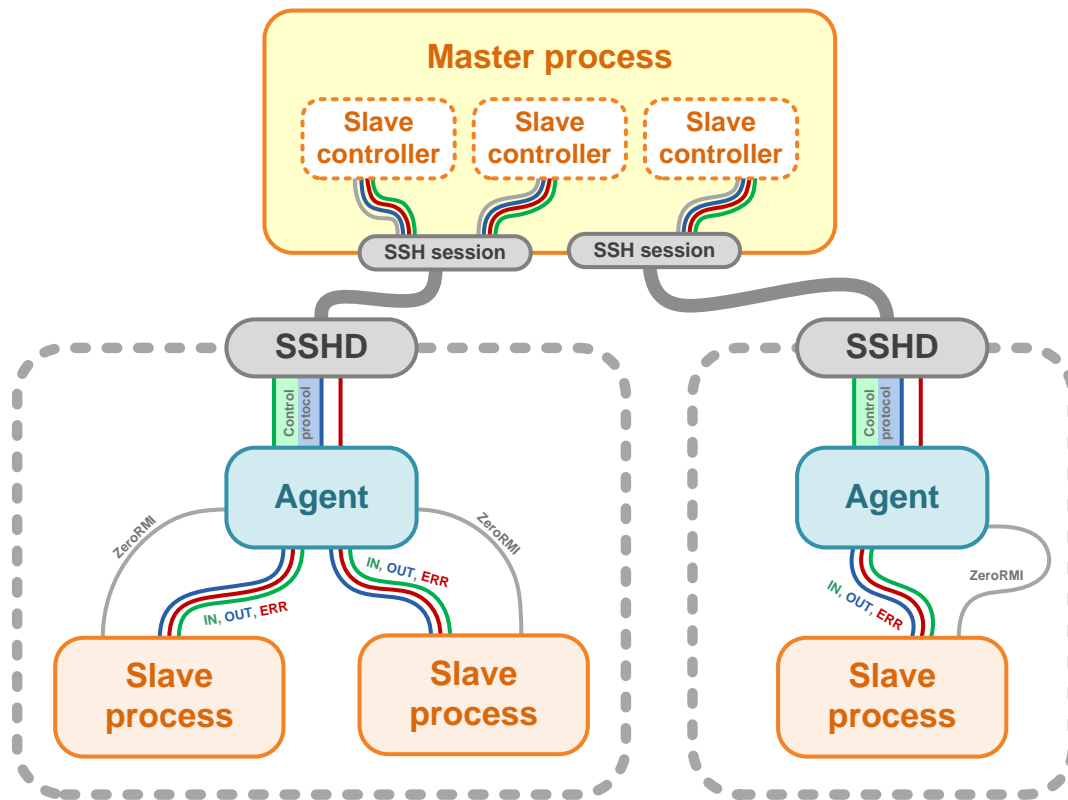 Master process
Slave
controller
Slave
controller
Slave
controller
SSH session
SSH session
SSHD
SSHD
Control
protocol
Control
protocol
Agent
Agent
ZeroRMI
ZeroRMI
IN, OUT, ERR
IN, OUT, ERR
ZeroRMI
IN, OUT, ERR
Slave
process
Slave
process
Slave
process